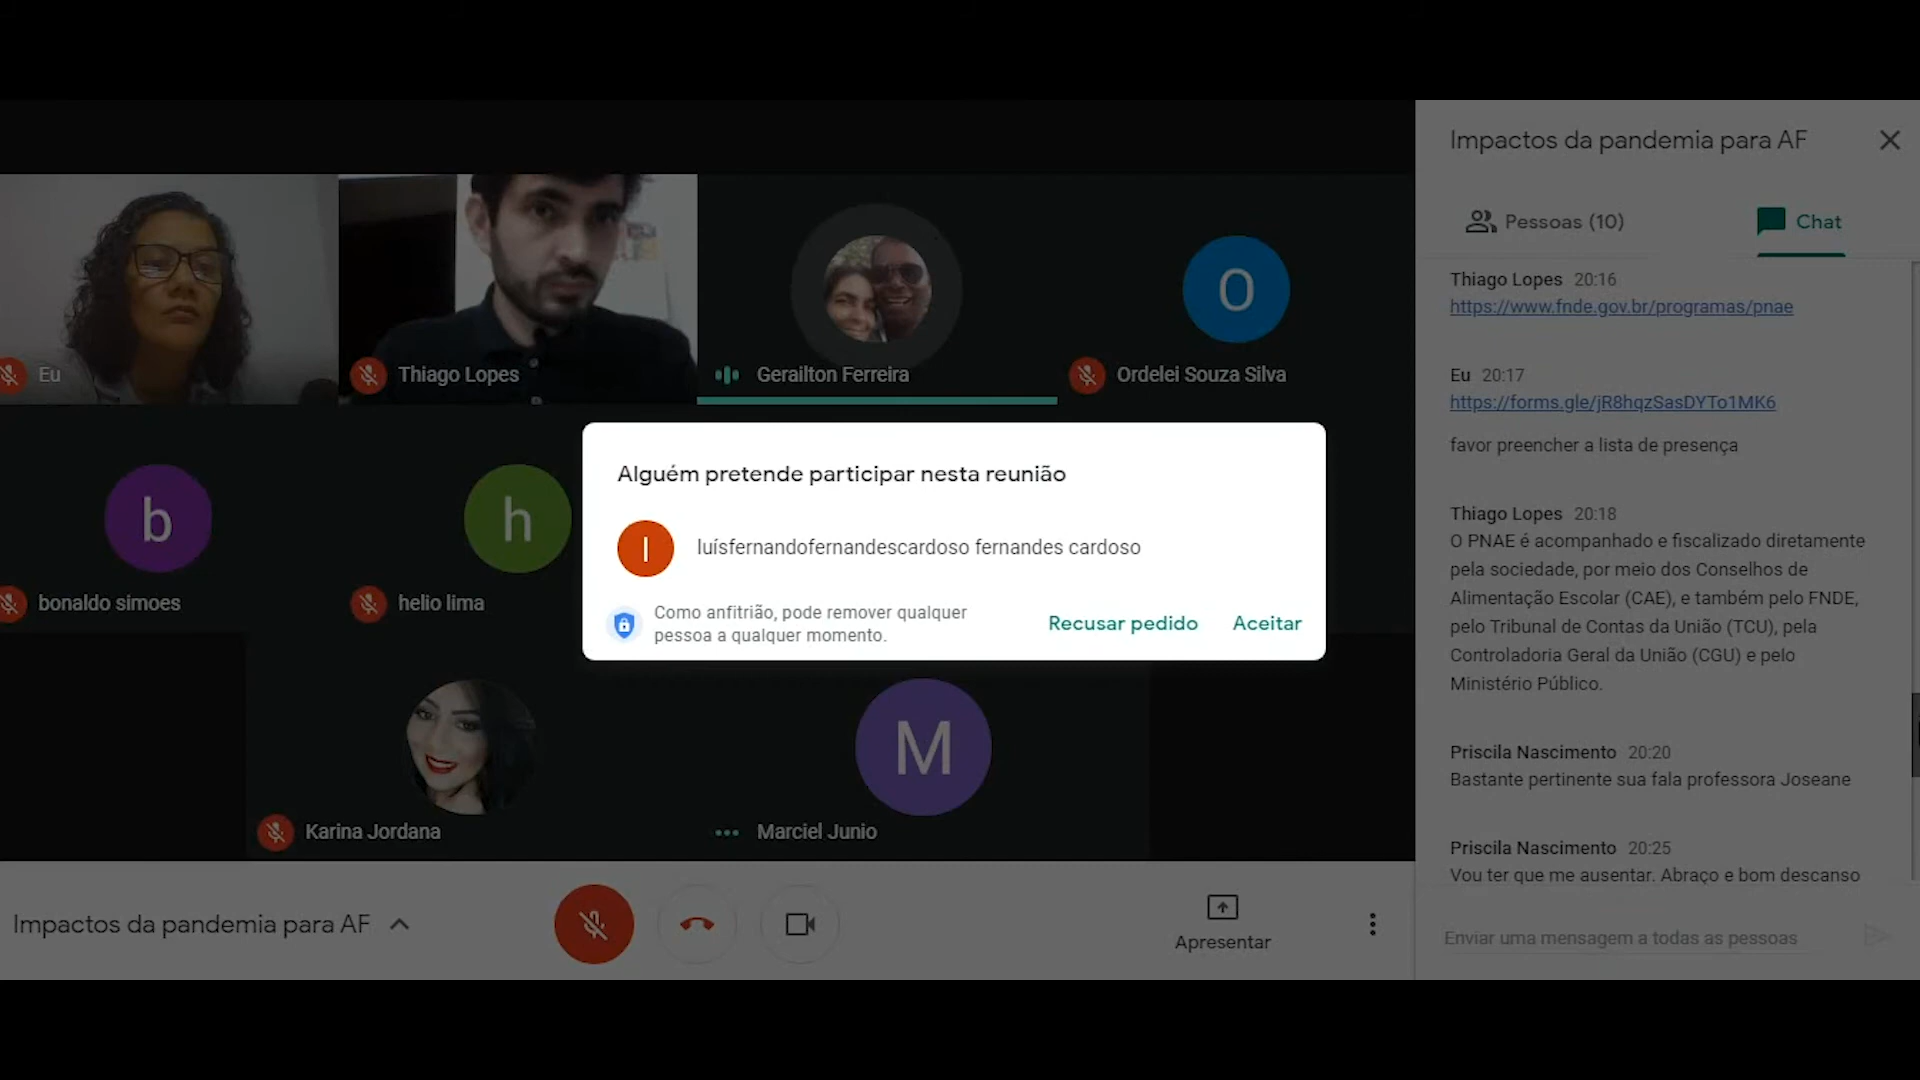 Impactos da pandemia para AF
Pessoas (10)
Chat
Thiago Lopes 20:16
https://www.fnde.gov.br/programas/pnae
Eu 20:17
https://forms.gle/jR8hqzSasDYTo1MK6
favor preencher a lista de presença
Thiago Lopes 20:18
O PNAE é acompanhado e fiscalizado diretamente
pela sociedade, por meio dos Conselhos de
Alimentação Escolar (CAE), e também pelo FNDE,
pelo Tribunal de Contas da União (TCU), pela
Controladoria Geral da União (CGU) e pelo
Ministério Público.
Priscila Nascimento 20:20
Bastante pertinente sua fala professora Joseane
Priscila Nascimento 20:25
Vou ter que me ausentar. Abraço e bom descanso
Enviar uma mensagem a todas as pessoas
Eu
Thiago Lopes
Gerailton Ferreira
O
Ordelei Souza Silva
b
bonaldo simoes
h
helio lima
Alguém pretende participar nesta reunião
l
luísfernandofernandescardoso fernandes cardoso
Como anfitrião, pode remover qualquer
pessoa a qualquer momento.
Recusar pedido
Aceitar
Karina Jordana
M
Marciel Junio
Impactos da pandemia para AF
Apresentar